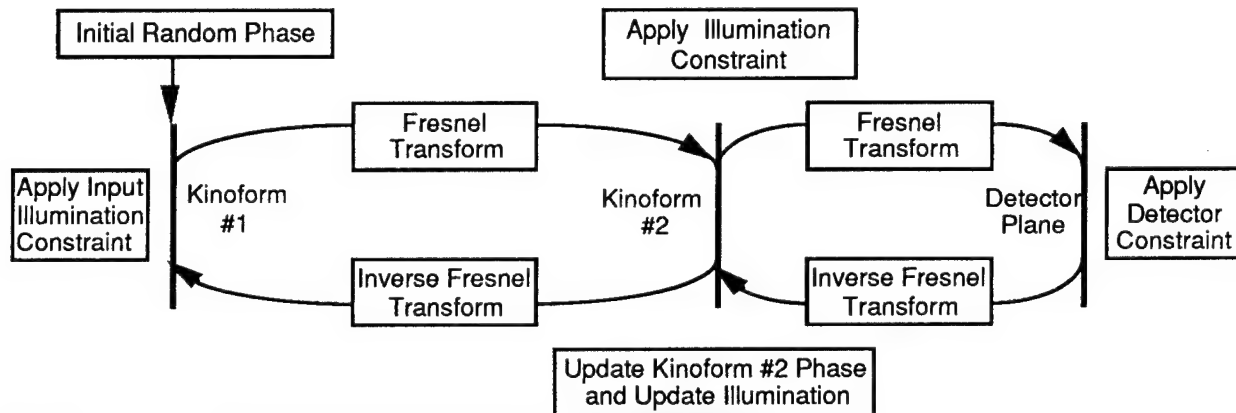 Initial Random Phase
Apply Illumination
Constraint
Fresnel
Transform
Fresnel
Transform
Apply Input
Illumination
Constraint
Kinoform
#1
Kinoform
#2
Detector
Plane
Apply
Detector
Constraint
Inverse Fresnel
Transform
Inverse Fresnel
Transform
Update Kinoform #2 Phase
and Update Illumination